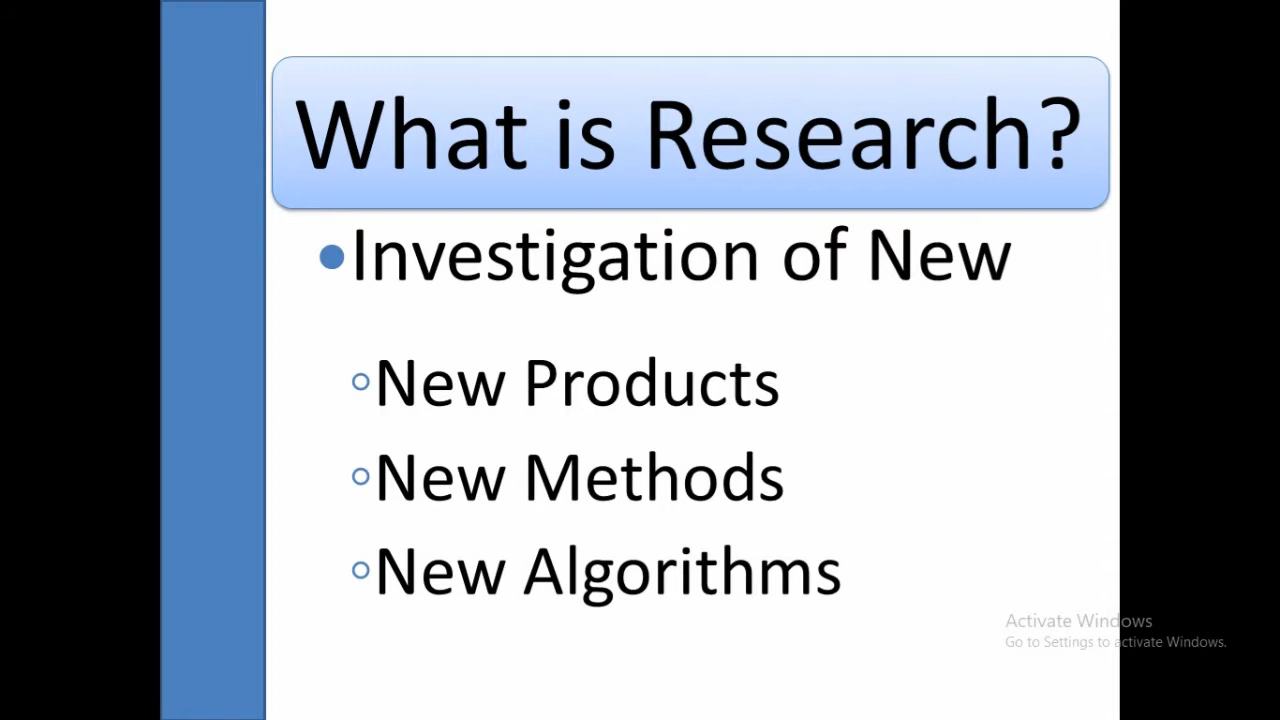 What is Research?
•Investigation of New
◦New Products
◦New Methods
◦New Algorithms
Activate Windows
Go to Settings to activate Windows.